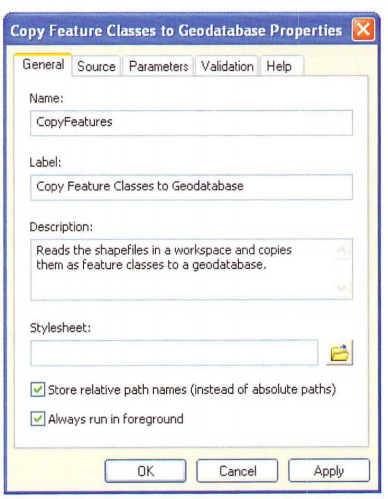 Copy Feature Classes to Geodatabase Properties
General Source Parameters Validation Help
Name:
CopyFeatures
Label:
Copy Feature Classes to Geodatabase
Description:
Reads the shapefiles in a workspace and copies
them as feature classes to a geodatabase.
Stylesheet:
Store relative path names (instead of absolute paths)
Always run in foreground
OK Cancel Apply